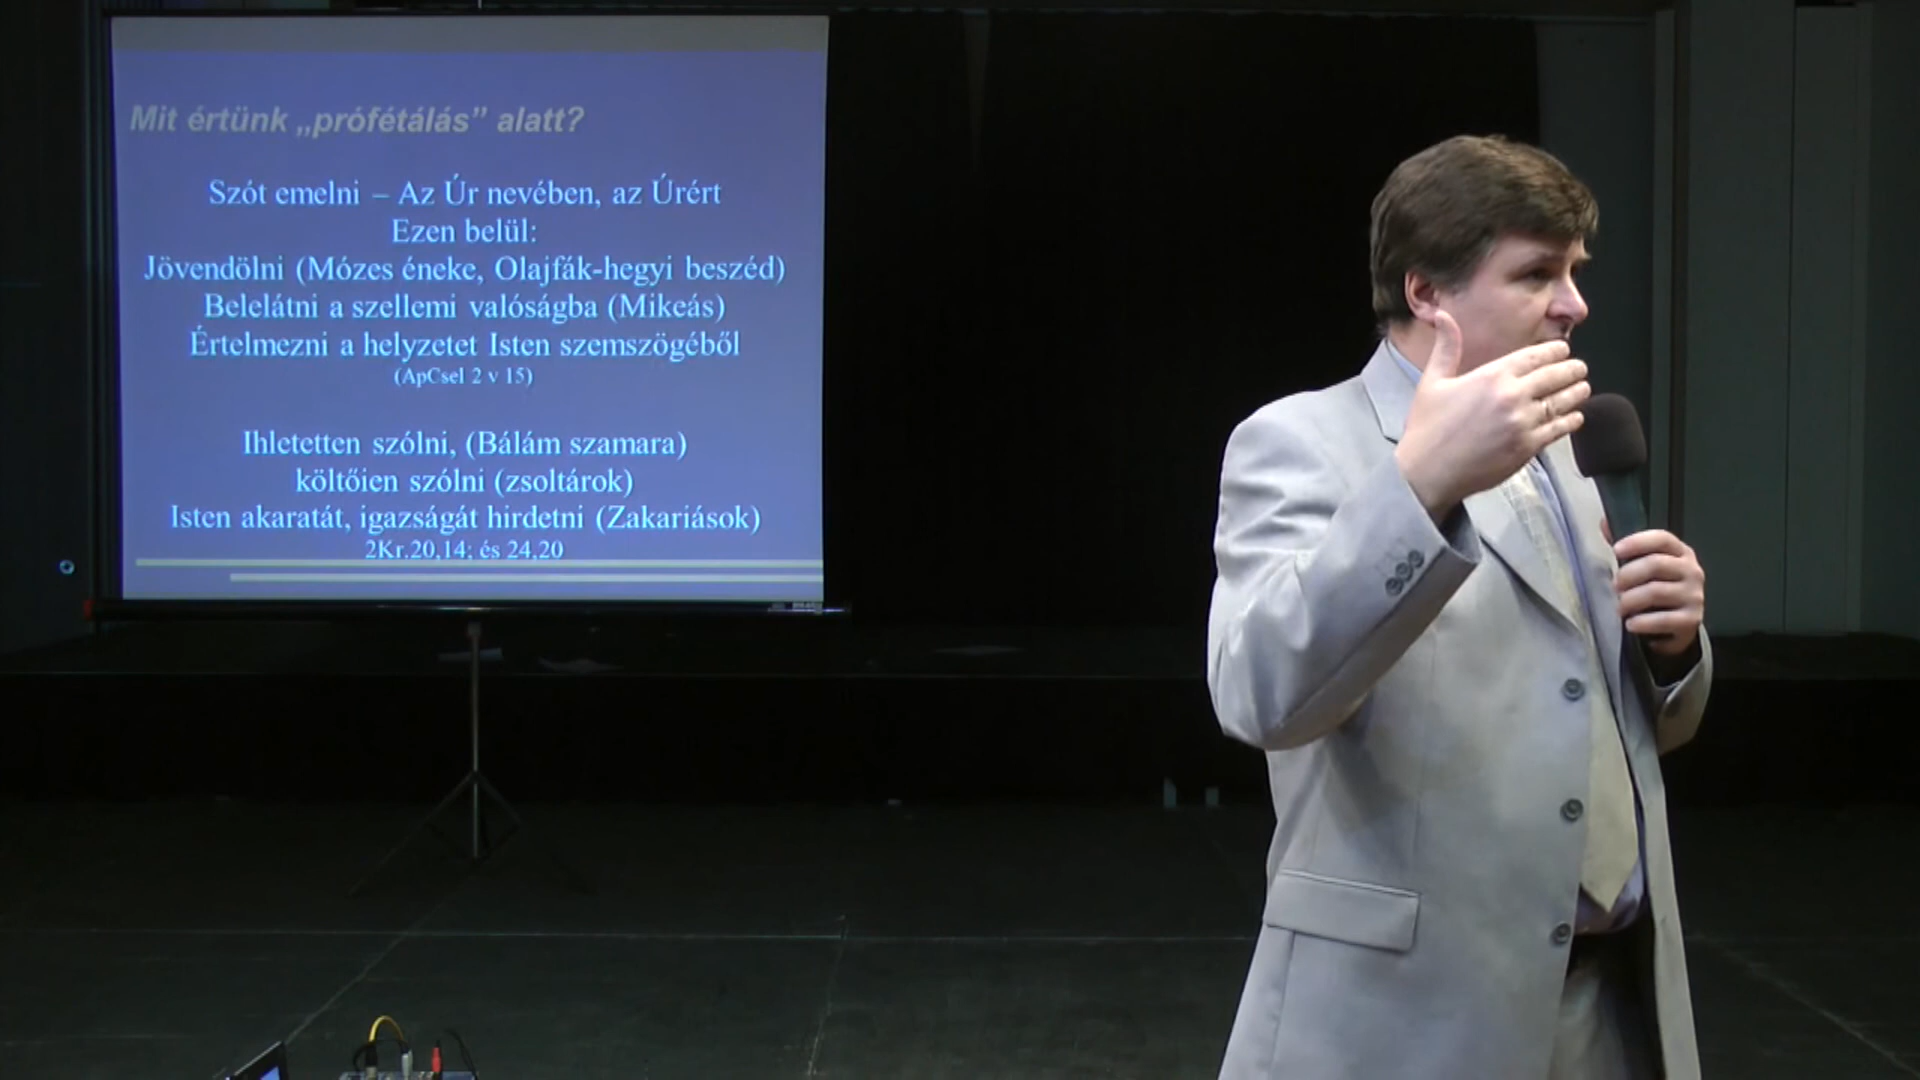 Mit értünk „prófétálás” alatt?
Szót emelni – Az Úr nevében, az Úrért
Ezen belül:
Jövendölni (Mózes éneke, Olajfák-hegyi beszéd)
Belelátni a szellemi valóságba (Mikeás)
Értelmezni a helyzetet Isten szemszögéből
(ApCsel 2 v 15)
Ihletetten szólni, (Bálám szamara)
költőien szólni (zsoltárok)
Isten akaratát, igazságát hirdetni (Zakariások)
2Kr.20,14; és 24,20